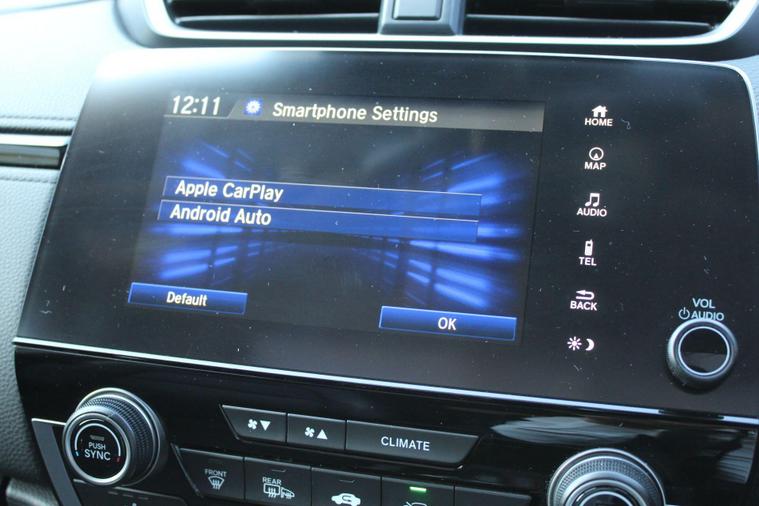 12:11 Smartphone Settings
Apple CarPlay
Android Auto
Default
OK
HOME
MAP
AUDIO
TEL
BACK
VOL
AUDIO
PUSH
SYNC
CLIMATE
FRONT
REAR